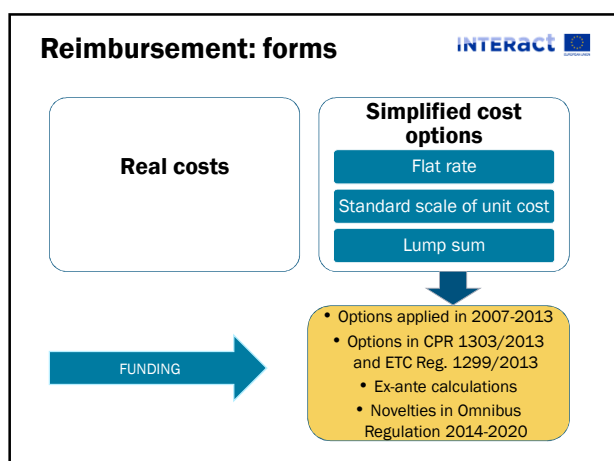 Reimbursement: forms
INTERact
EUROPEAN UNION
Real costs
Simplified cost
options
Flat rate
Standard scale of unit cost
Lump sum
FUNDING
• Options applied in 2007-2013
• Options in CPR 1303/2013
and ETC Reg. 1299/2013
• Ex-ante calculations
• Novelties in Omnibus
Regulation 2014-2020